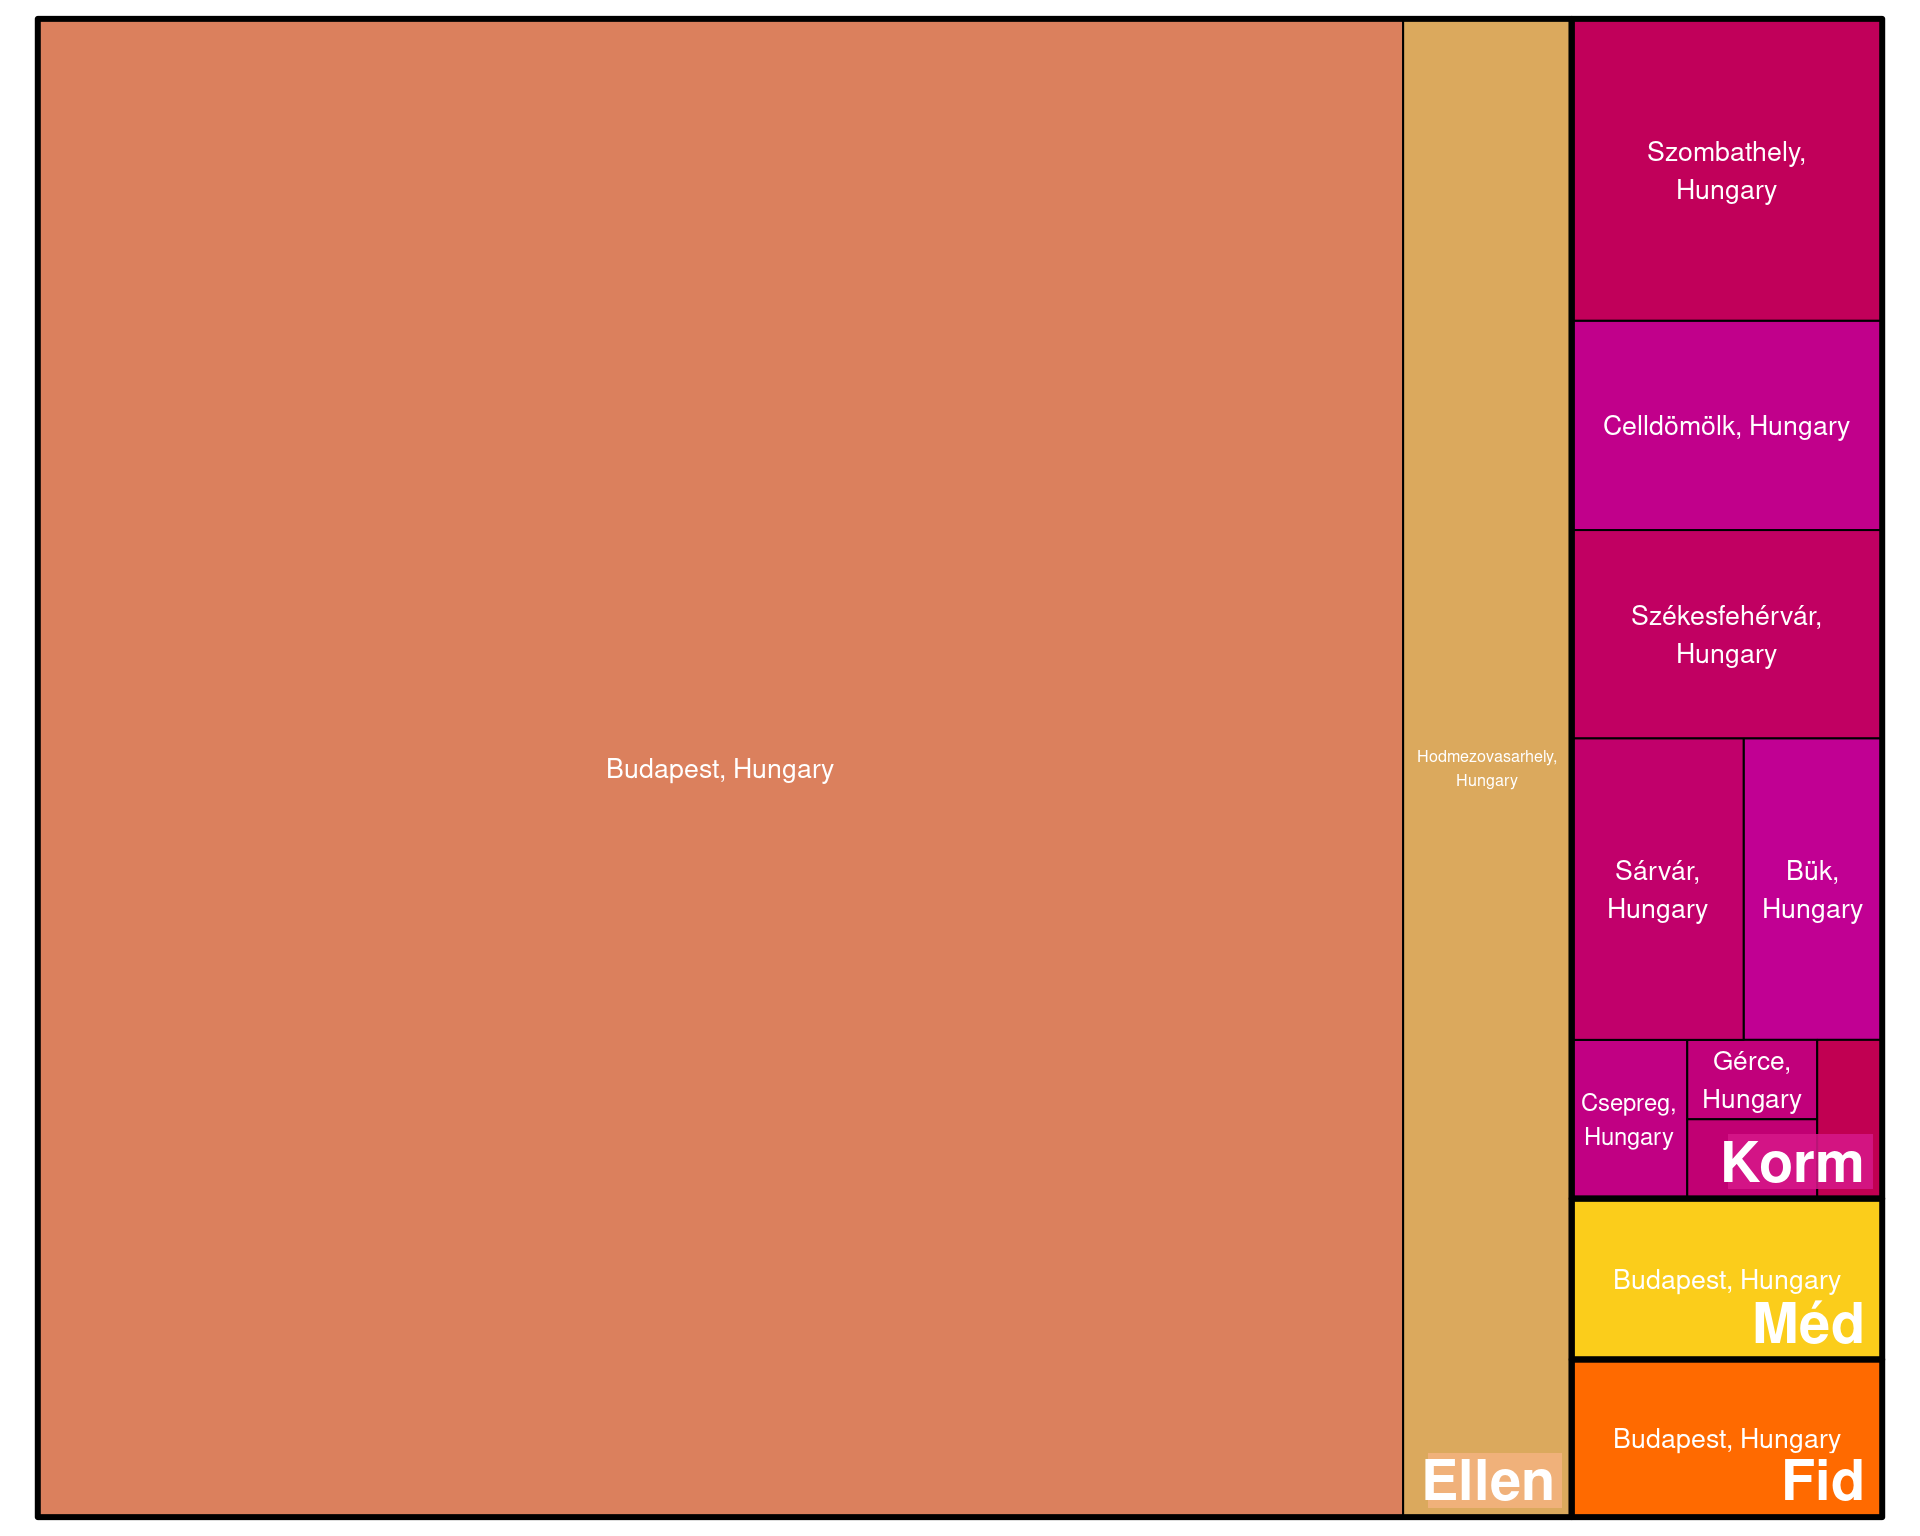 Budapest, Hungary
Hodmezovasarhely,
Hungary
Ellen
Szombathely,
Hungary
Celldömölk, Hungary
Székesfehérvár,
Hungary
Sárvár,
Hungary
Bük,
Hungary
Csepreg,
Hungary
Gérce,
Hungary
Korm
Budapest, Hungary
Méd
Budapest, Hungary
Fid